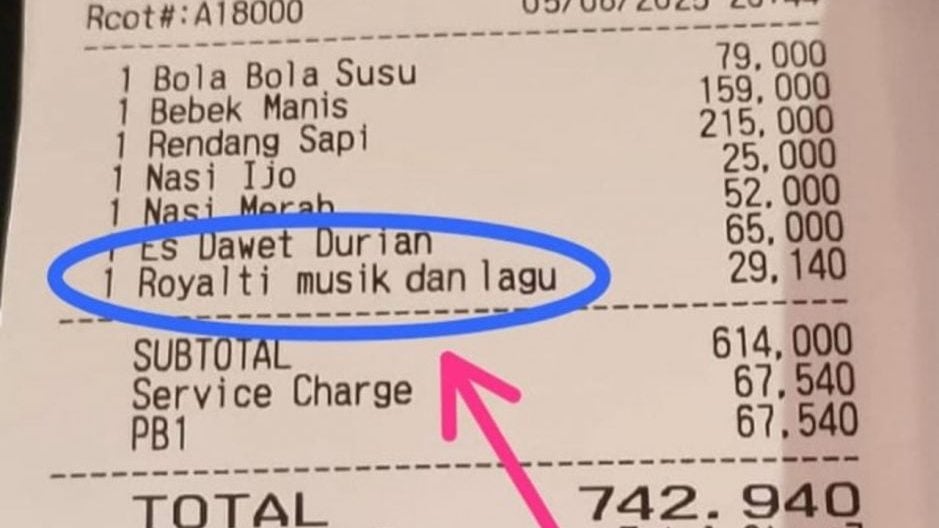 Rcot#:A18000
1 Bola Bola Susu 79,000
1 Bebek Manis 159,000
1 Rendang Sapi 215,000
1 Nasi Ijo 25,000
1 Nasi Merah 52,000
1 Es Dawet Durian 65,000
1 Royalti musik dan lagu 29,140
SUBTOTAL 614,000
Service Charge 67,540
PB1 67,540
TOTAL 742,940